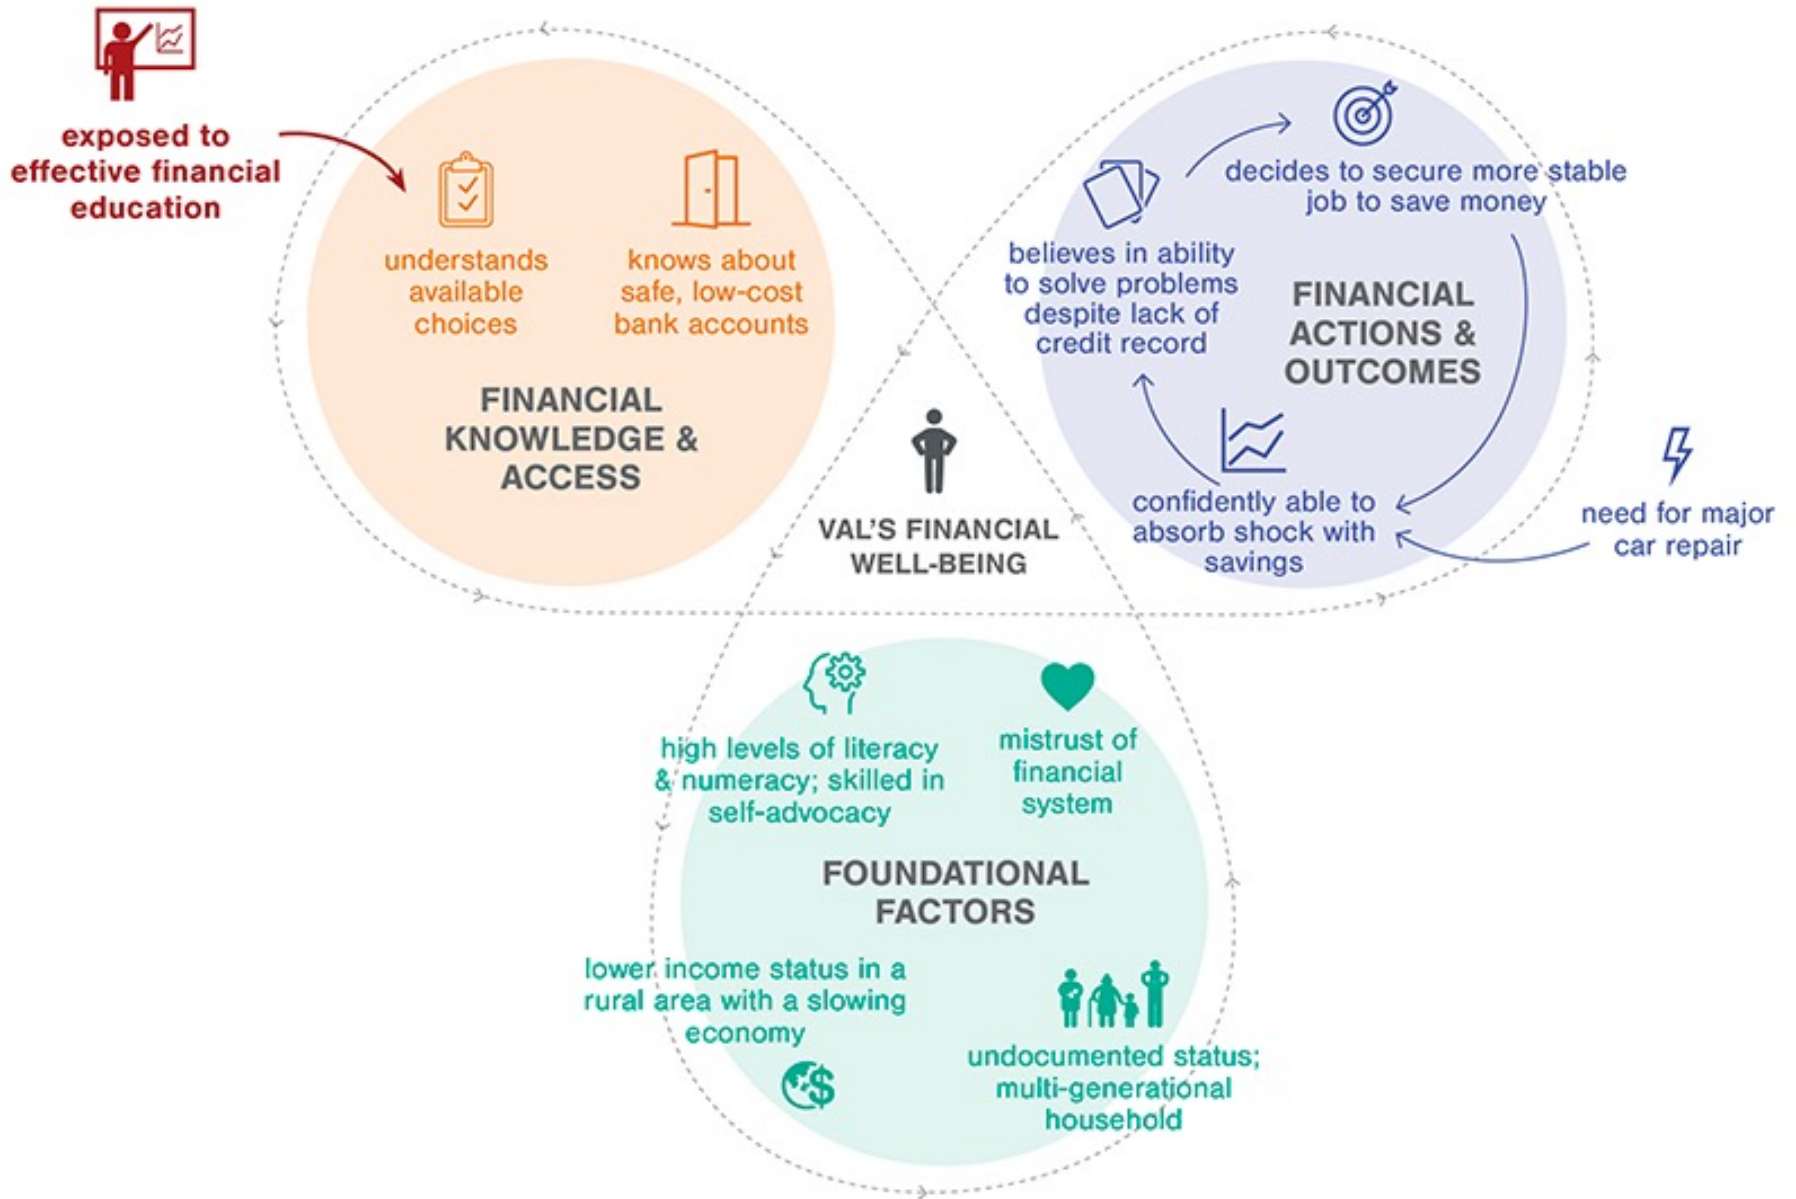 exposed to
effective financial
education
understands
available
choices
knows about
safe, low-cost
bank accounts
FINANCIAL
KNOWLEDGE &
ACCESS
decides to secure more stable
job to save money
believes in ability
to solve problems
despite lack of
credit record
FINANCIAL
ACTIONS &
OUTCOMES
confidently able to
absorb shock with
savings
need for major
car repair
VAL'S FINANCIAL
WELL-BEING
high levels of literacy
& numeracy; skilled in
self-advocacy
mistrust of
financial
system
FOUNDATIONAL
FACTORS
lower income status in a
rural area with a slowing
economy
$
undocumented status;
multi-generational
household